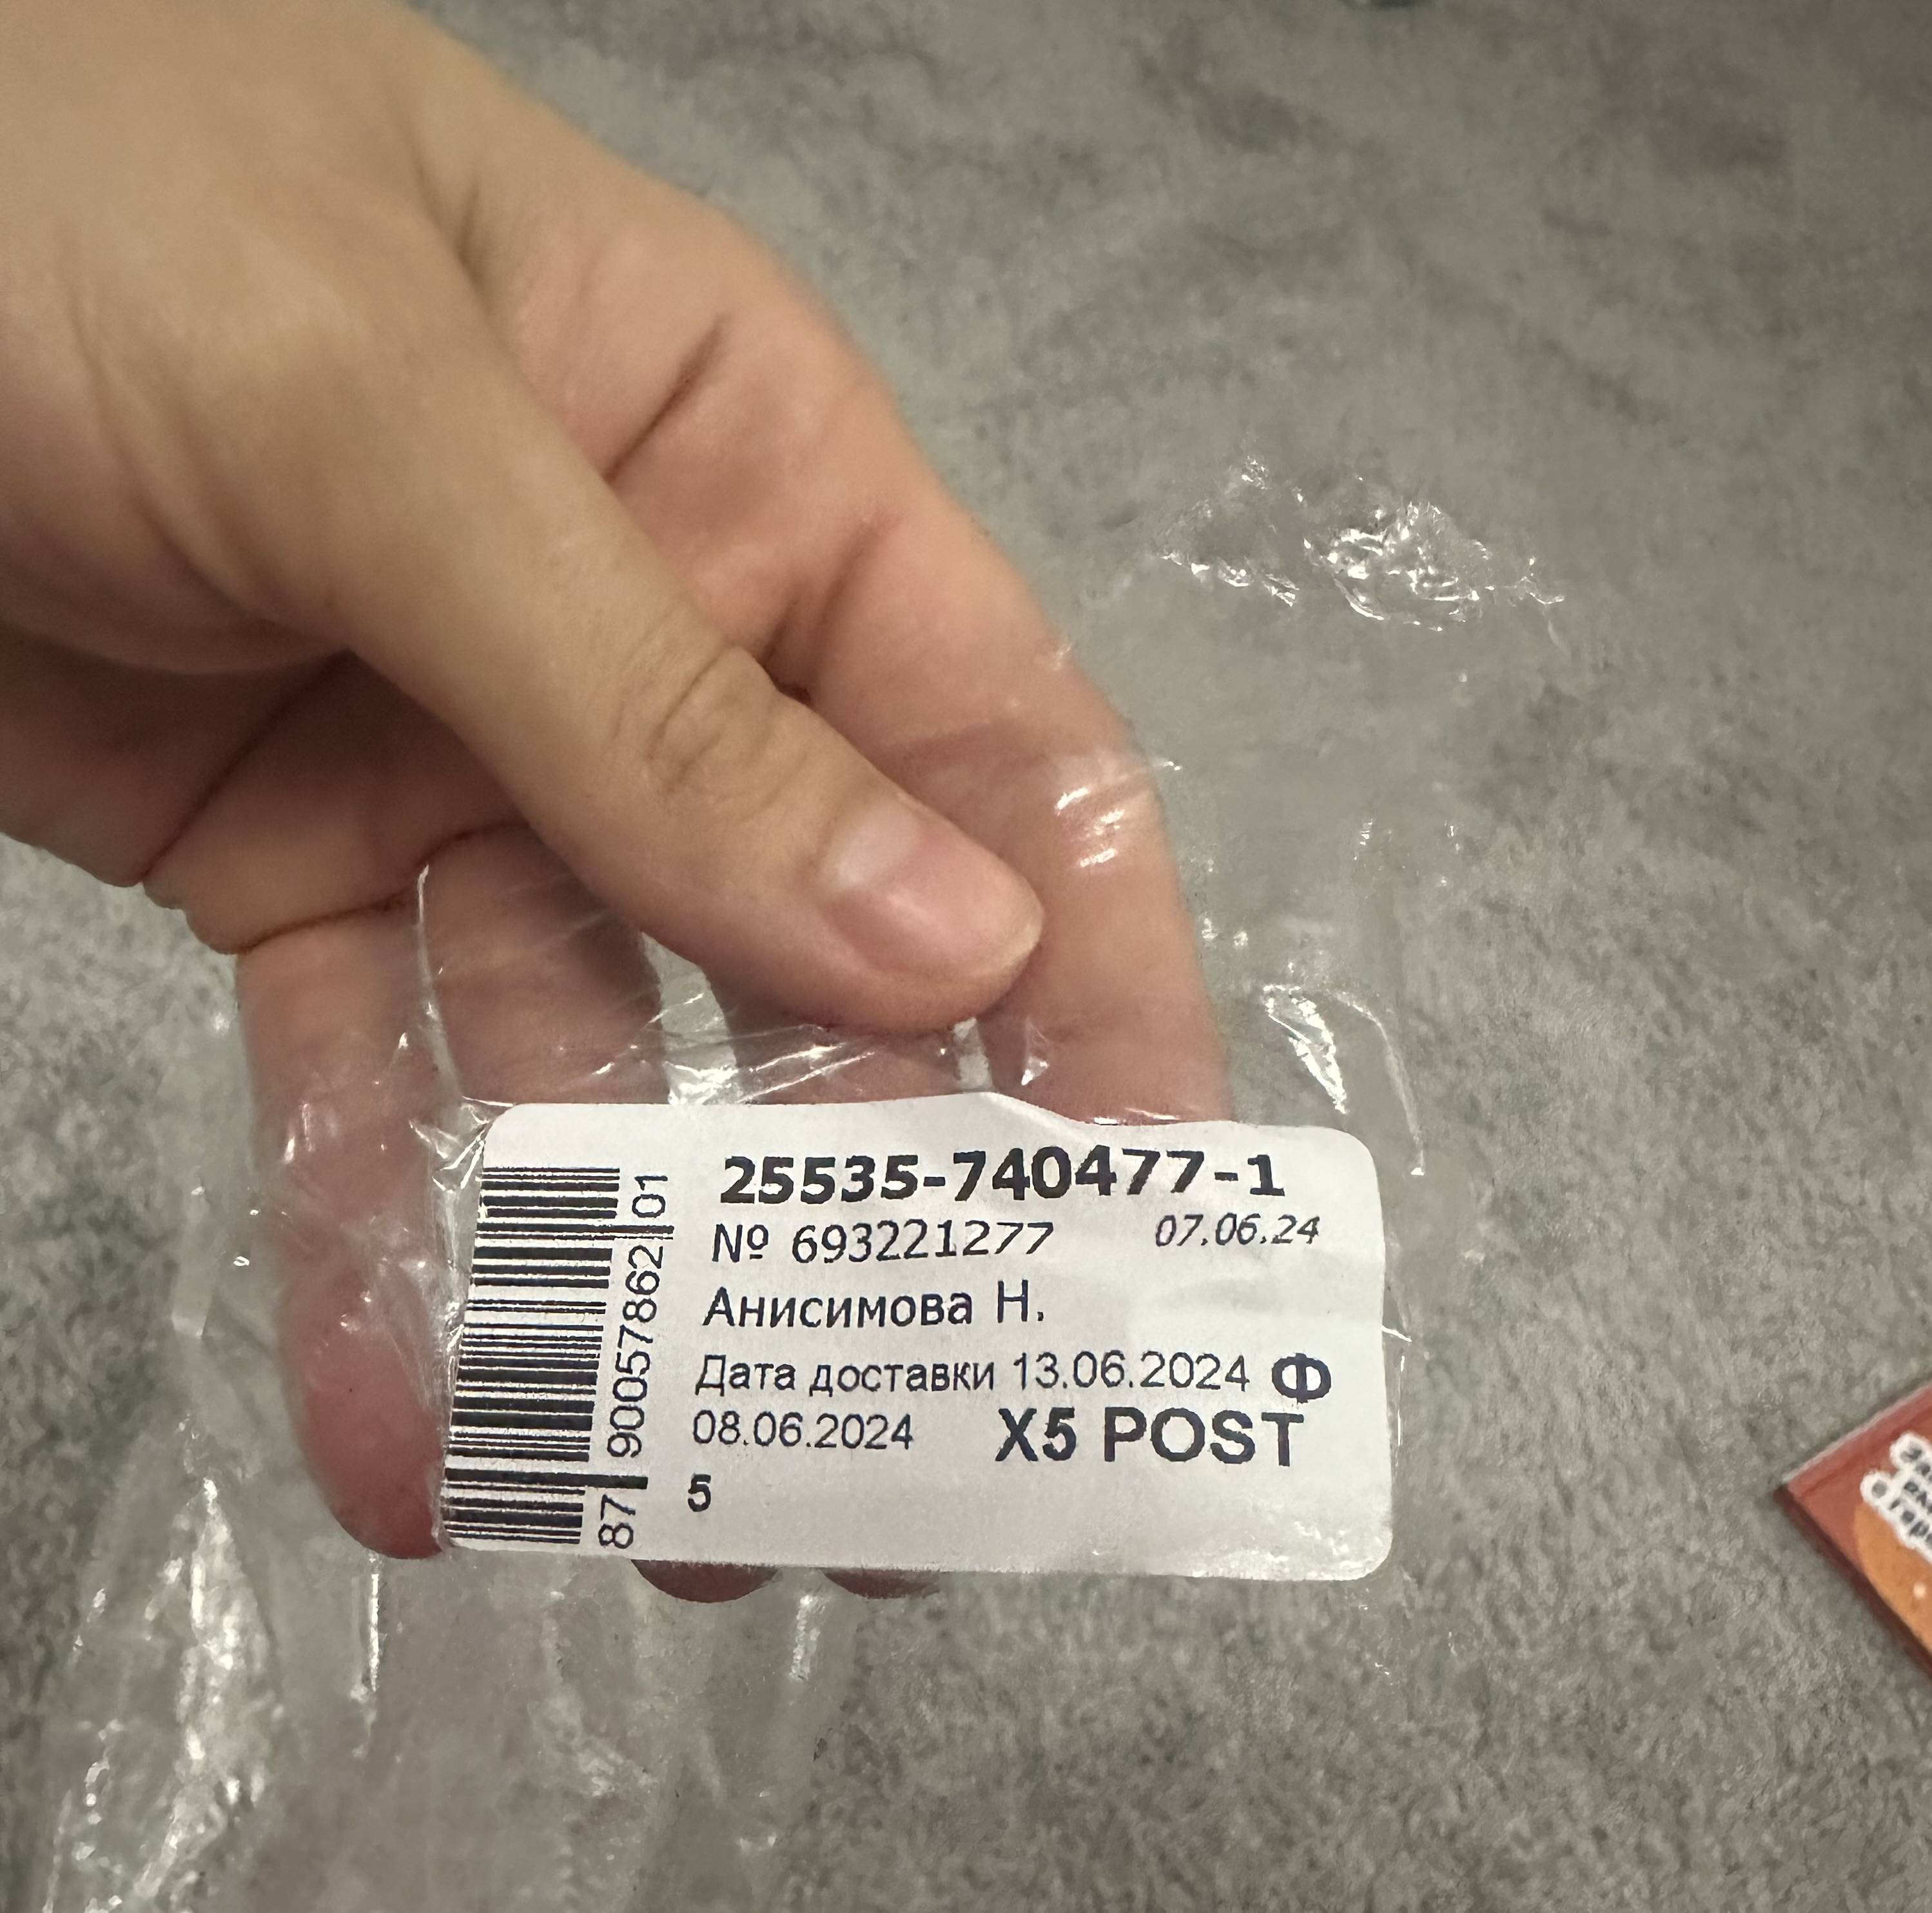 25535-740477-1
№ 693221277 07.06.24
Анисимова Н.
Дата доставки 13.06.2024 Ф
08.06.2024 X5 POST
5
87 90057862 01